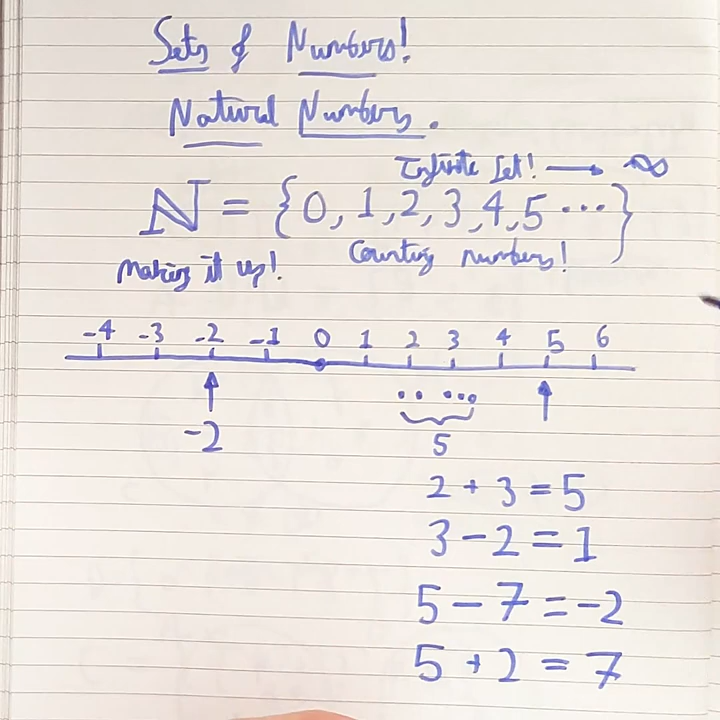 Sets of Numbers!
Natural Numbers.
Infinite Set! → ∞
ℕ = {0, 1, 2, 3, 4, 5 ... }
Making it up! Counting numbers!
-4 -3 -2 -1 0 1 2 3 4 5 6
-2
5
2 + 3 = 5
3 - 2 = 1
5 - 7 = -2
5 + 2 = 7